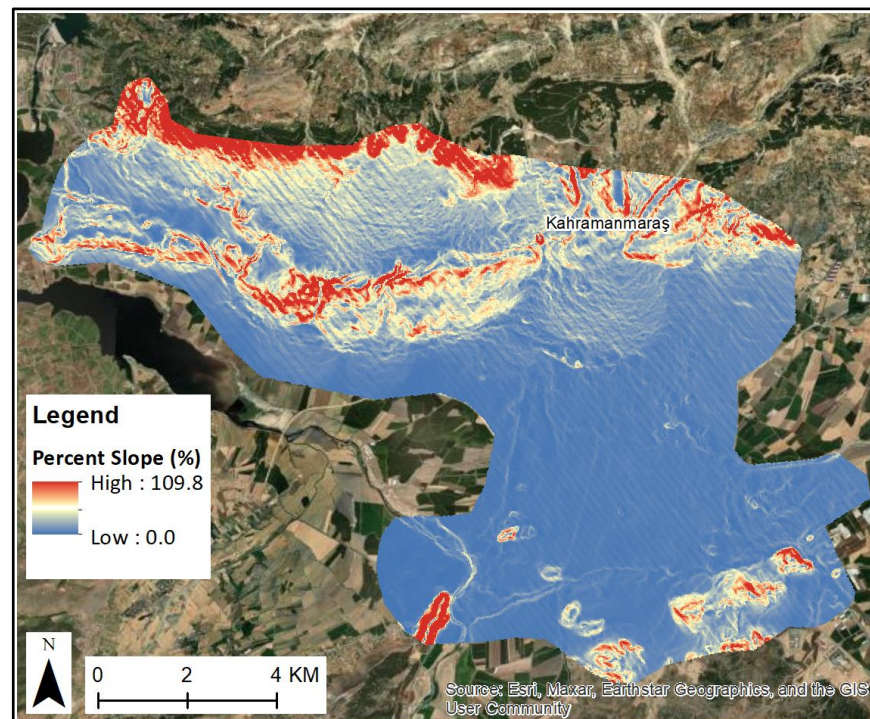 Kahramanmaraş
Legend
Percent Slope (%)
High : 109.8
Low : 0.0
N
0 2 4 KM
Source: Esri, Maxar, Earthstar Geographics, and the GIS
User Community